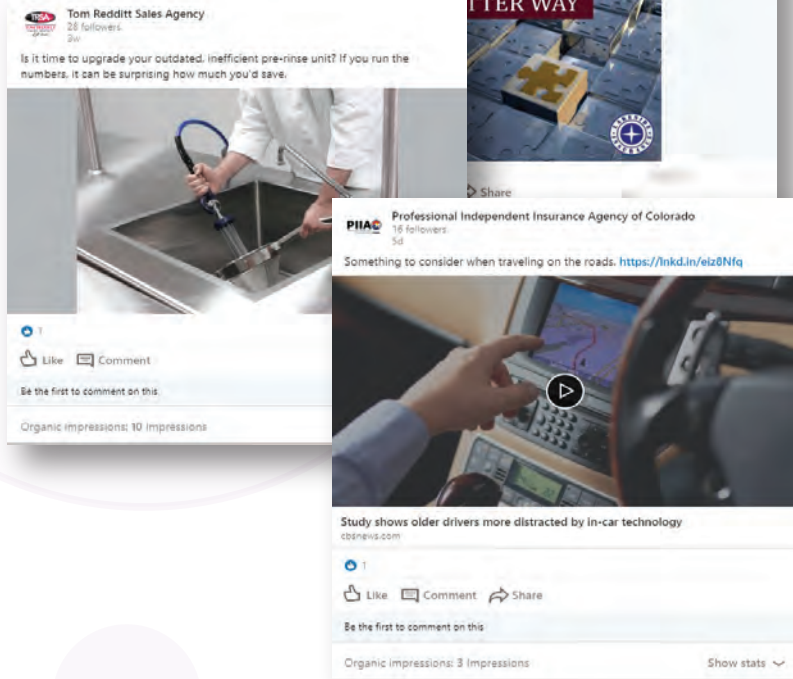 TRSA
Tom Redditt Sales Agency
28 followers
3w
Is it time to upgrade your outdated, inefficient pre-rinse unit? If you run the
numbers, it can be surprising how much you'd save.
1
Like Comment
Be the first to comment on this
Organic impressions: 10 Impressions
TTER WAY
Share
PIIAC
Professional Independent Insurance Agency of Colorado
16 followers
5d
Something to consider when traveling on the roads. https://lnkd.in/eiz8Nfq
Study shows older drivers more distracted by in-car technology
cbsnews.com
1
Like Comment Share
Be the first to comment on this
Organic impressions: 3 Impressions
Show stats